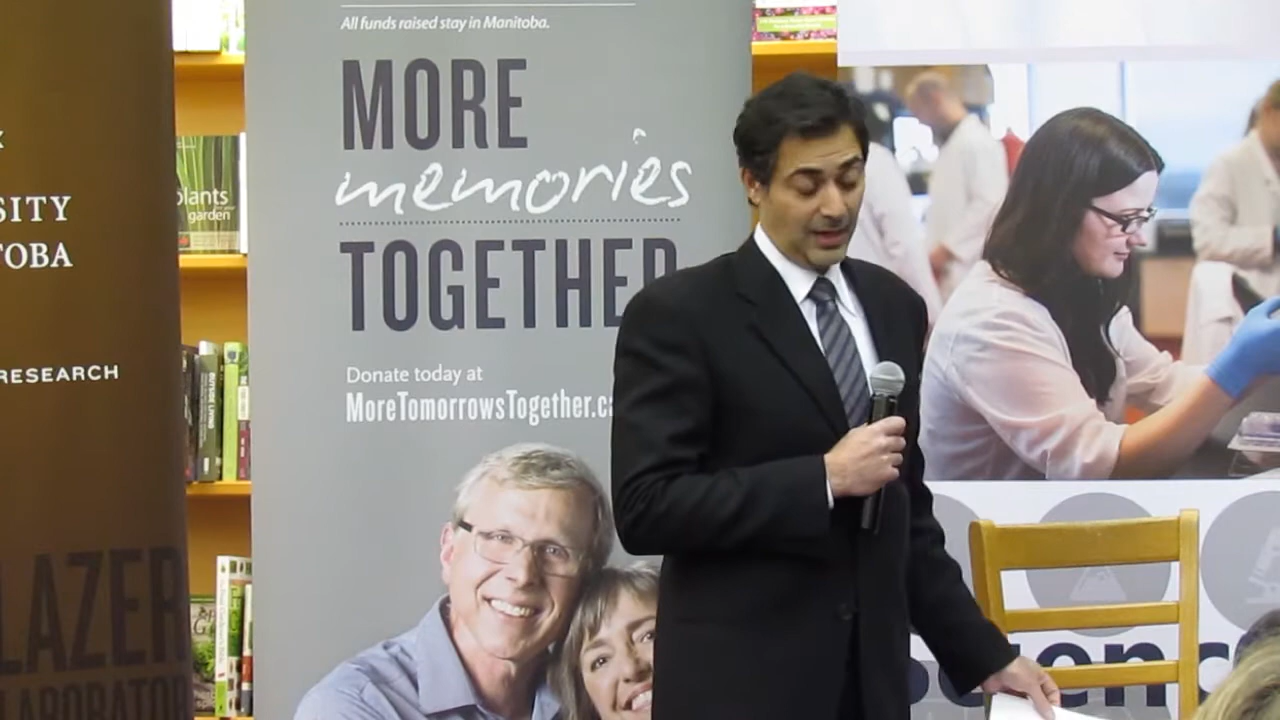 All funds raised stay in Manitoba.
MORE
memories
TOGETHER
Donate today at
MoreTomorrowsTogether.ca
SITY
TOBA
RESEARCH
LAZER
LABORATOR
plants
garden